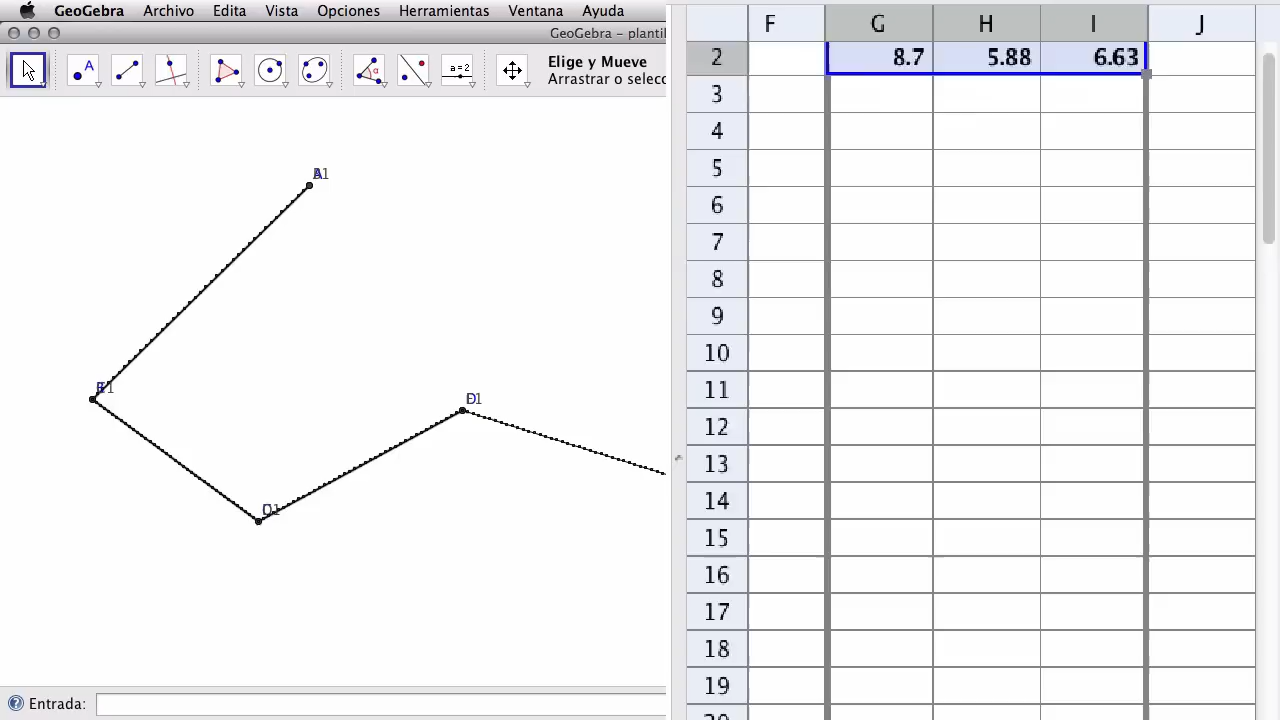 GeoGebra Archivo Edita Vista Opciones Herramientas Ventana Ayuda
GeoGebra – plantil
A
α
a=2
Elige y Mueve
Arrastrar o selecc
Entrada:
F G H I J
2 8.7 5.88 6.63
3
4
5
6
7
8
9
10
11
12
13
14
15
16
17
18
19